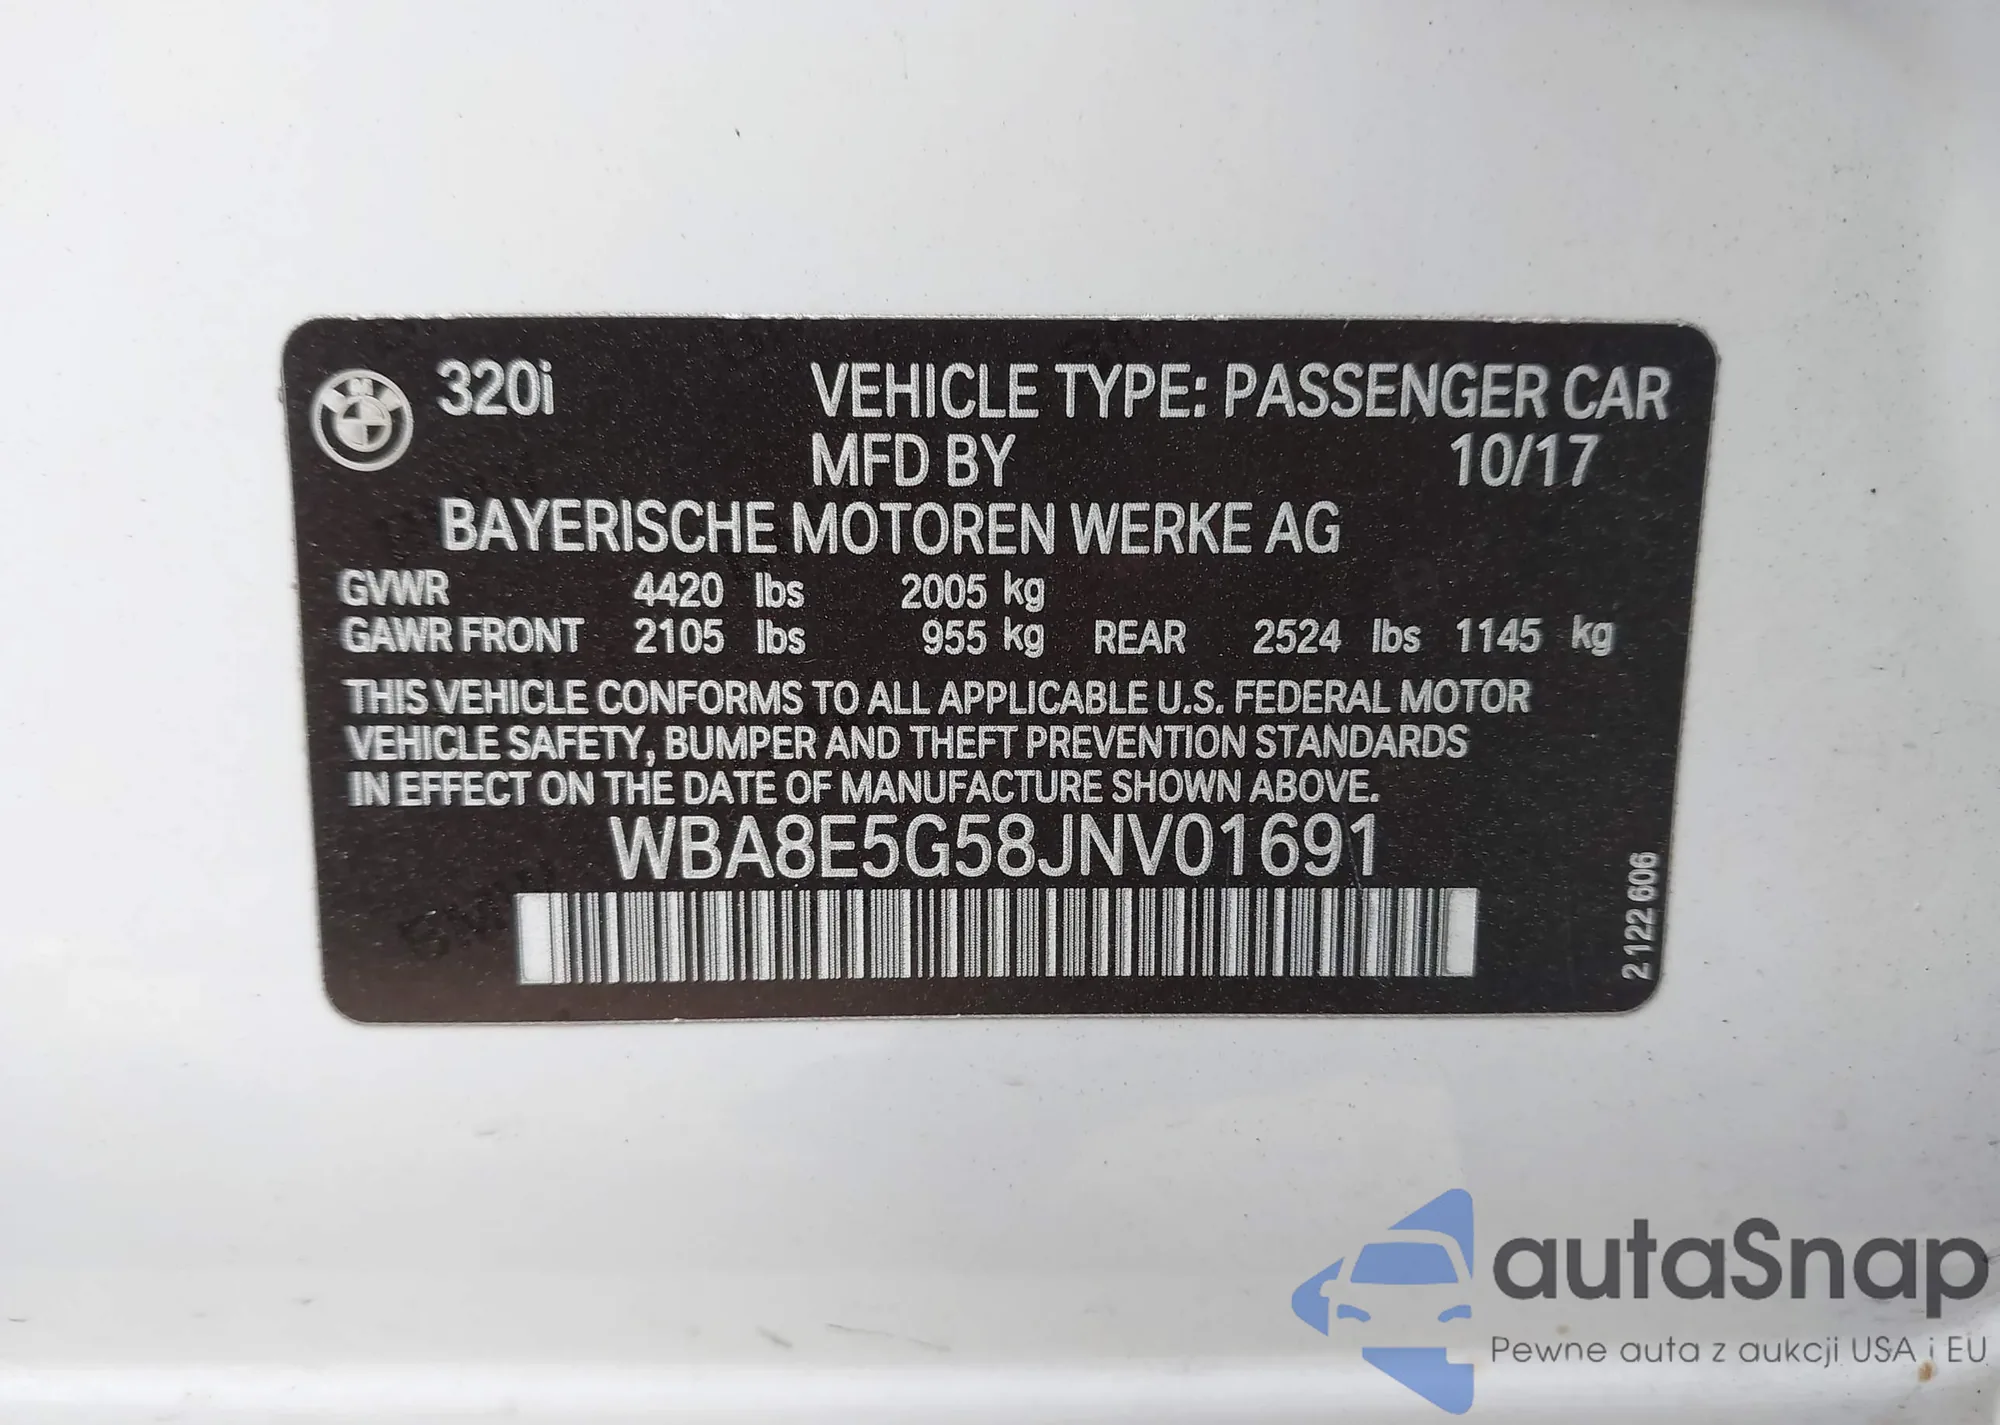 320i VEHICLE TYPE: PASSENGER CAR
MFD BY 10/17
BAYERISCHE MOTOREN WERKE AG
GVWR 4420 lbs 2005 kg
GAWR FRONT 2105 lbs 955 kg REAR 2524 lbs 1145 kg
THIS VEHICLE CONFORMS TO ALL APPLICABLE U.S. FEDERAL MOTOR
VEHICLE SAFETY, BUMPER AND THEFT PREVENTION STANDARDS
IN EFFECT ON THE DATE OF MANUFACTURE SHOWN ABOVE.
WBA8E5G58JNV01691
2122 606
autaSnap
Pewne auta z aukcji USA i EU